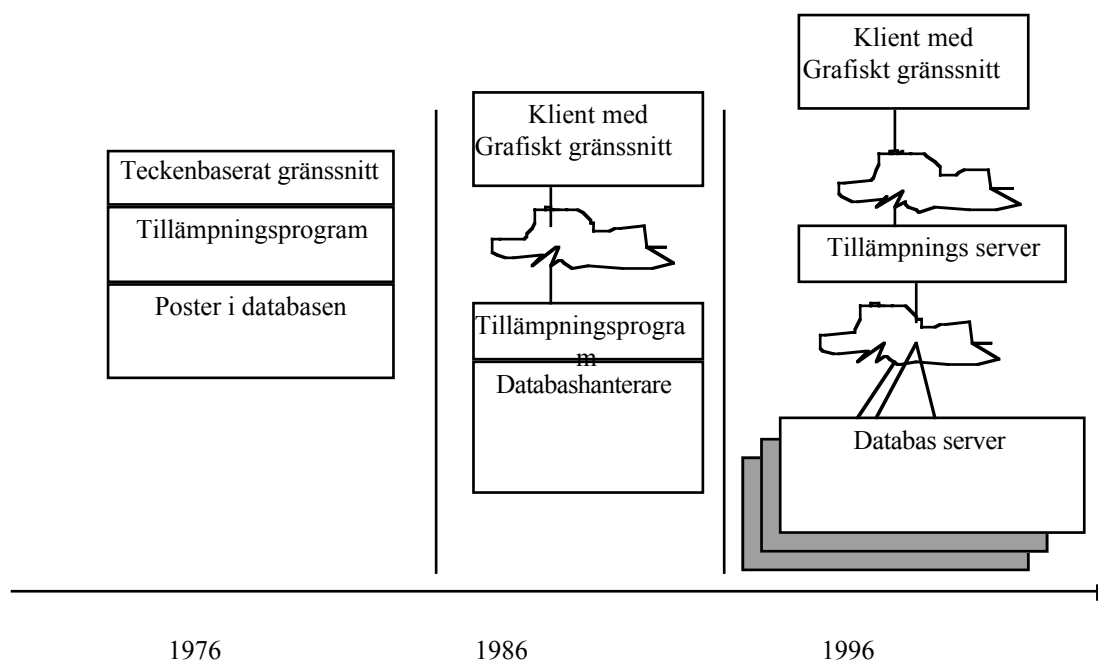 Teckenbaserat gränssnitt
Tillämpningsprogram
Poster i databasen
Klient med
Grafiskt gränssnitt
Tillämpningsprogra
m
Databashanterare
Klient med
Grafiskt gränssnitt
Tillämpnings server
Databas server
1976
1986
1996